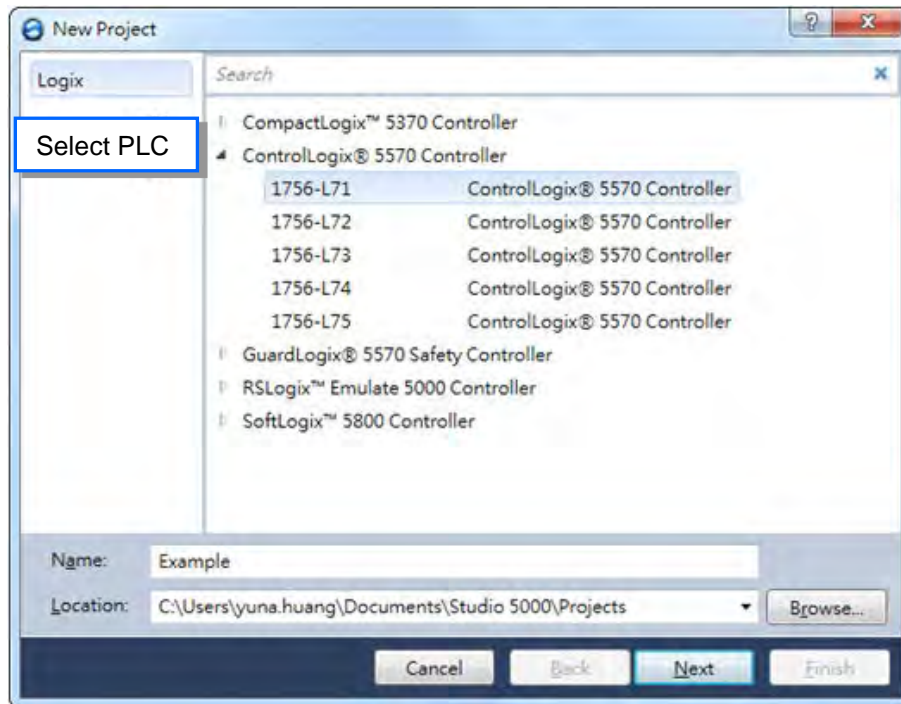 New Project
Logix
Search
Select PLC
CompactLogix™ 5370 Controller
ControlLogix® 5570 Controller
1756-L71 ControlLogix® 5570 Controller
1756-L72 ControlLogix® 5570 Controller
1756-L73 ControlLogix® 5570 Controller
1756-L74 ControlLogix® 5570 Controller
1756-L75 ControlLogix® 5570 Controller
GuardLogix® 5570 Safety Controller
RSLogix™ Emulate 5000 Controller
SoftLogix™ 5800 Controller
Name: Example
Location: C:\Users\yuna.huang\Documents\Studio 5000\Projects Browse...
Cancel Back Next Finish